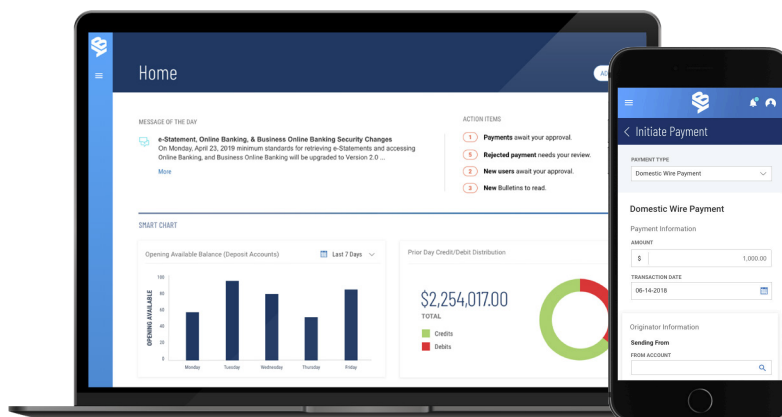 Home
MESSAGE OF THE DAY
e-Statement, Online Banking, & Business Online Banking Security Changes
On Monday, April 23, 2019 minimum standards for retrieving e-Statements and accessing
Online Banking, and Business Online Banking will be upgraded to Version 2.0 ...
More
ACTION ITEMS
1 Payments await your approval.
5 Rejected payment needs your review.
2 New users await your approval.
3 New Bulletins to read.
SMART CHART
Opening Available Balance (Deposit Accounts)
Last 7 Days
OPENING AVAILABLE
100
80
60
40
20
0
Monday
Tuesday
Wednesday
Thursday
Friday
Prior Day Credit/Debit Distribution
$2,254,017.00
TOTAL
Credits
Debits
Initiate Payment
PAYMENT TYPE
Domestic Wire Payment
Domestic Wire Payment
Payment Information
AMOUNT
$ 1,000.00
TRANSACTION DATE
06-14-2018
Originator Information
Sending From
FROM ACCOUNT